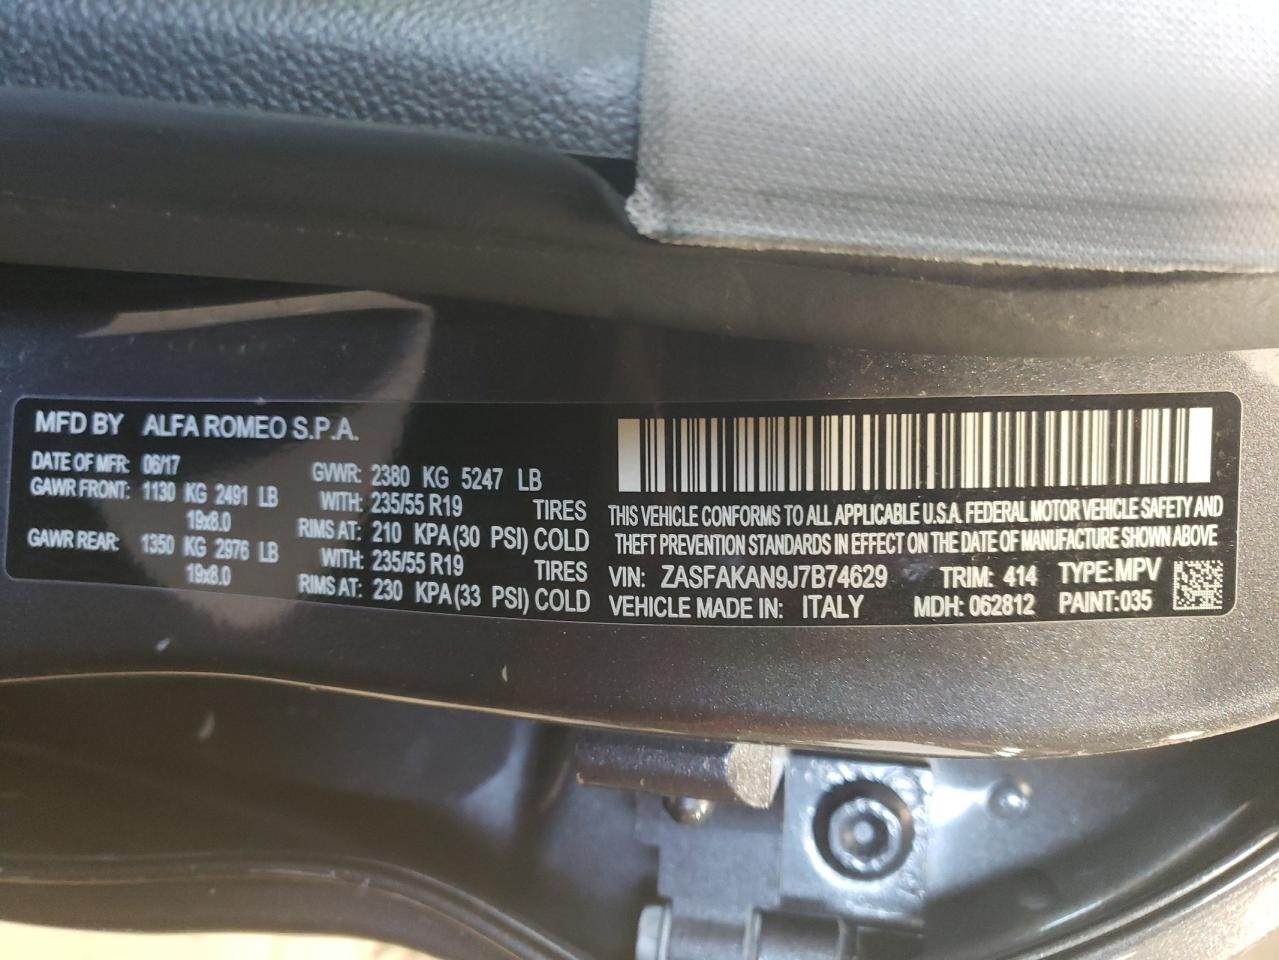 MFD BY ALFA ROMEO S.P.A.
DATE OF MFR: 06/17 GVWR: 2380 KG 5247 LB
GAWR FRONT: 1130 KG 2491 LB WITH: 235/55 R19 TIRES
19x8.0 RIMS AT: 210 KPA(30 PSI) COLD
GAWR REAR: 1350 KG 2976 LB WITH: 235/55 R19 TIRES
19x8.0 RIMS AT: 230 KPA(33 PSI) COLD
THIS VEHICLE CONFORMS TO ALL APPLICABLE U.S.A. FEDERAL MOTOR VEHICLE SAFETY AND
THEFT PREVENTION STANDARDS IN EFFECT ON THE DATE OF MANUFACTURE SHOWN ABOVE
VIN: ZASFAKAN9J7B74629 TRIM: 414 TYPE: MPV
VEHICLE MADE IN: ITALY MDH: 062812 PAINT: 035